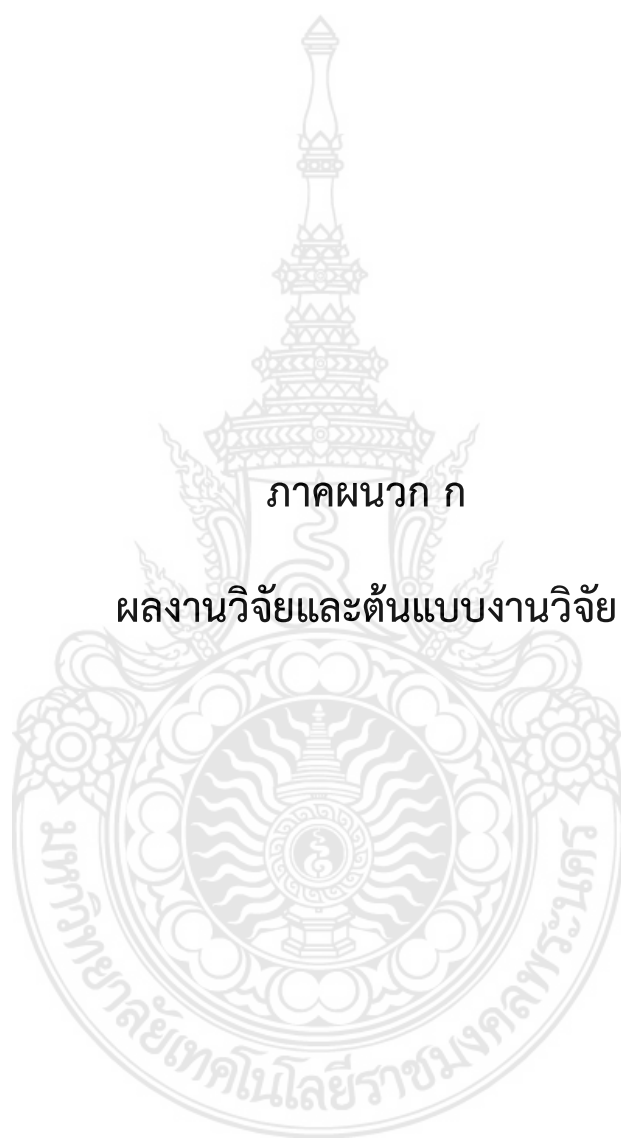 ภาคผนวก ก
ผลงานวิจัยและต้นแบบงานวิจัย
มหาวิทยาลัยเทคโนโลยีราชมงคลพระนคร